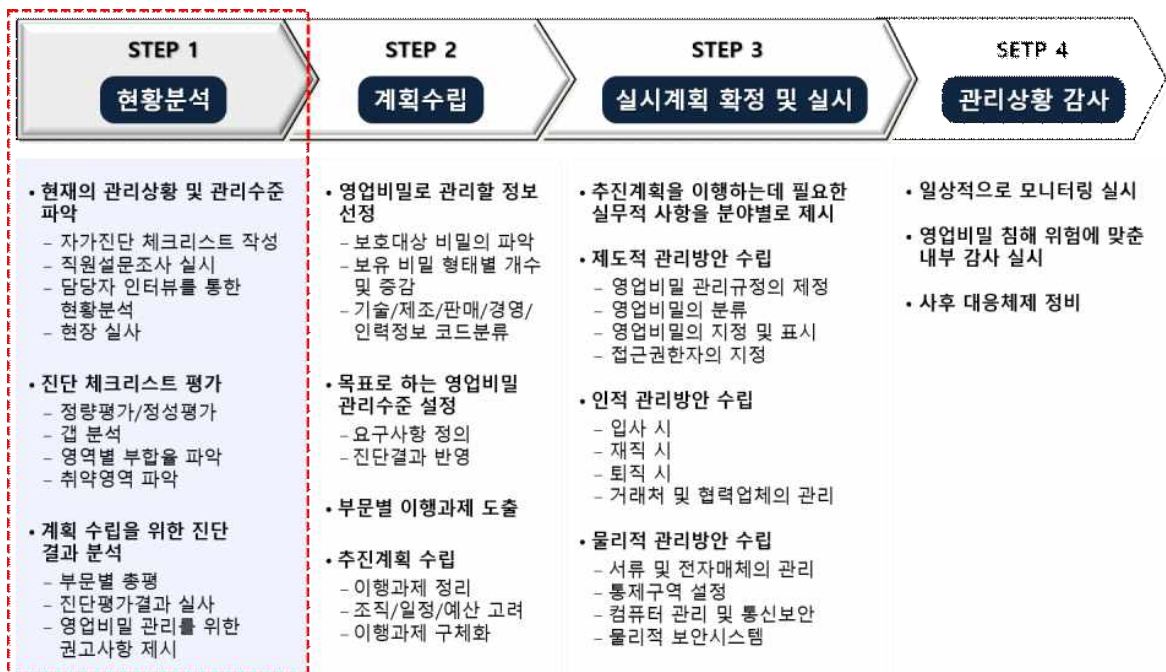 STEP 1
현황분석
STEP 2
계획수립
STEP 3
실시계획 확정 및 실시
SETP 4
관리상황 감사
• 현재의 관리상황 및 관리수준
파악
– 자가진단 체크리스트 작성
– 직원설문조사 실시
– 담당자 인터뷰를 통한
현황분석
– 현장 실사
• 진단 체크리스트 평가
– 정량평가/정성평가
– 갭 분석
– 영역별 부합율 파악
– 취약영역 파악
• 계획 수립을 위한 진단
결과 분석
– 부문별 총평
– 진단평가결과 실사
– 영업비밀 관리를 위한
권고사항 제시
• 영업비밀로 관리할 정보
선정
– 보호대상 비밀의 파악
– 보유 비밀 형태별 개수
및 증감
– 기술/제조/판매/경영/
인력정보 코드분류
• 목표로 하는 영업비밀
관리수준 설정
– 요구사항 정의
– 진단결과 반영
• 부문별 이행과제 도출
• 추진계획 수립
– 이행과제 정리
– 조직/일정/예산 고려
– 이행과제 구체화
• 추진계획을 이행하는데 필요한
실무적 사항을 분야별로 제시
• 제도적 관리방안 수립
– 영업비밀 관리규정의 제정
– 영업비밀의 분류
– 영업비밀의 지정 및 표시
– 접근권한자의 지정
• 인적 관리방안 수립
– 입사 시
– 재직 시
– 퇴직 시
– 거래처 및 협력업체의 관리
• 물리적 관리방안 수립
– 서류 및 전자매체의 관리
– 통제구역 설정
– 컴퓨터 관리 및 통신보안
– 물리적 보안시스템
• 일상적으로 모니터링 실시
• 영업비밀 침해 위험에 맞춘
내부 감사 실시
• 사후 대응체제 정비